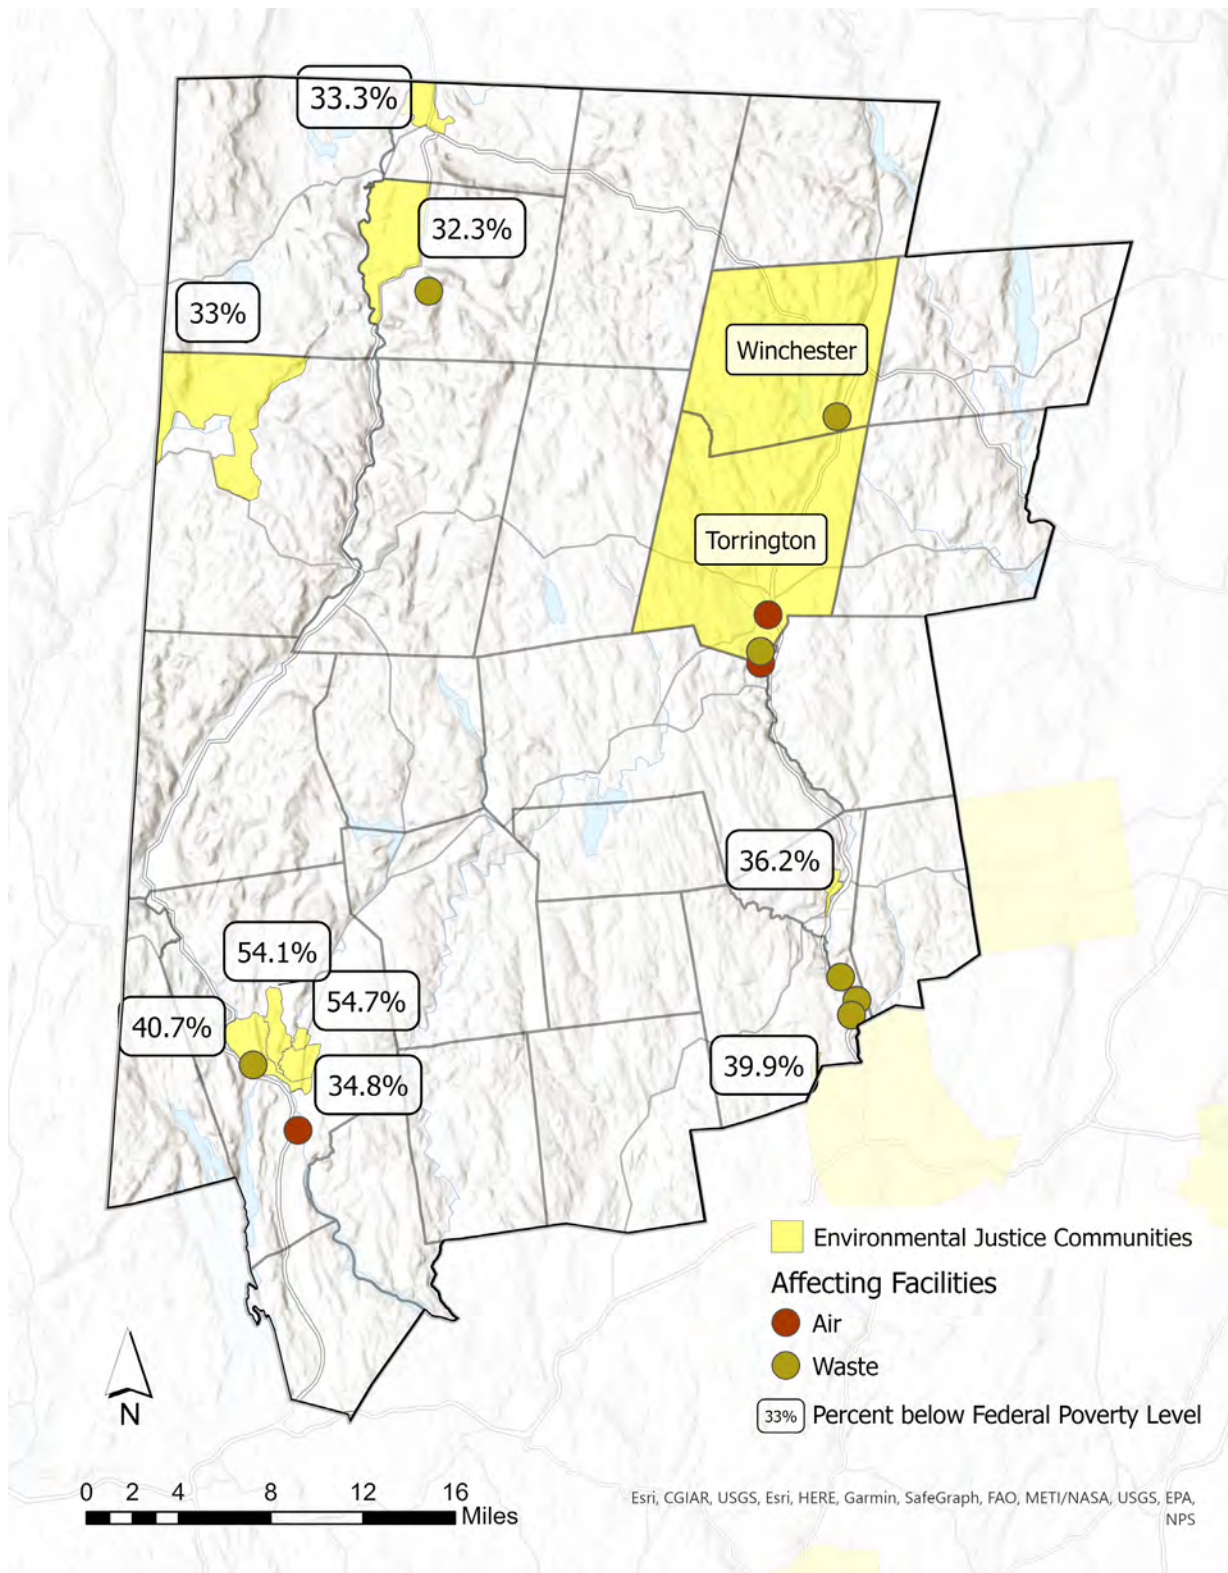 33.3%
32.3%
33%
Winchester
Torrington
36.2%
54.1%
54.7%
40.7%
39.9%
34.8%
Environmental Justice Communities
Affecting Facilities
Air
Waste
33% Percent below Federal Poverty Level
N
0 2 4 8 12 16
Miles
Esri, CGIAR, USGS, Esri, HERE, Garmin, SafeGraph, FAO, METI/NASA, USGS, EPA,
NPS